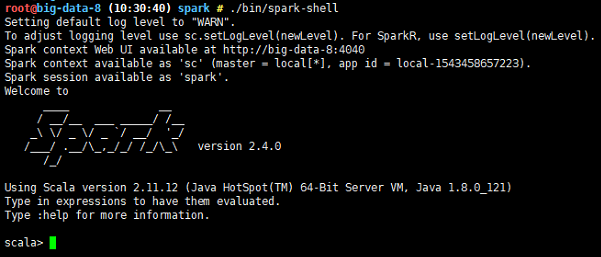 root@big-data-8 (10:30:40) spark # ./bin/spark-shell
Setting default log level to "WARN".
To adjust logging level use sc.setLogLevel(newLevel). For SparkR, use setLogLevel(newLevel).
Spark context Web UI available at http://big-data-8:4040
Spark context available as 'sc' (master = local[*], app id = local-1543458657223).
Spark session available as 'spark'.
Welcome to
Spark version 2.4.0
Using Scala version 2.11.12 (Java HotSpot(TM) 64-Bit Server VM, Java 1.8.0_121)
Type in expressions to have them evaluated.
Type :help for more information.
scala>